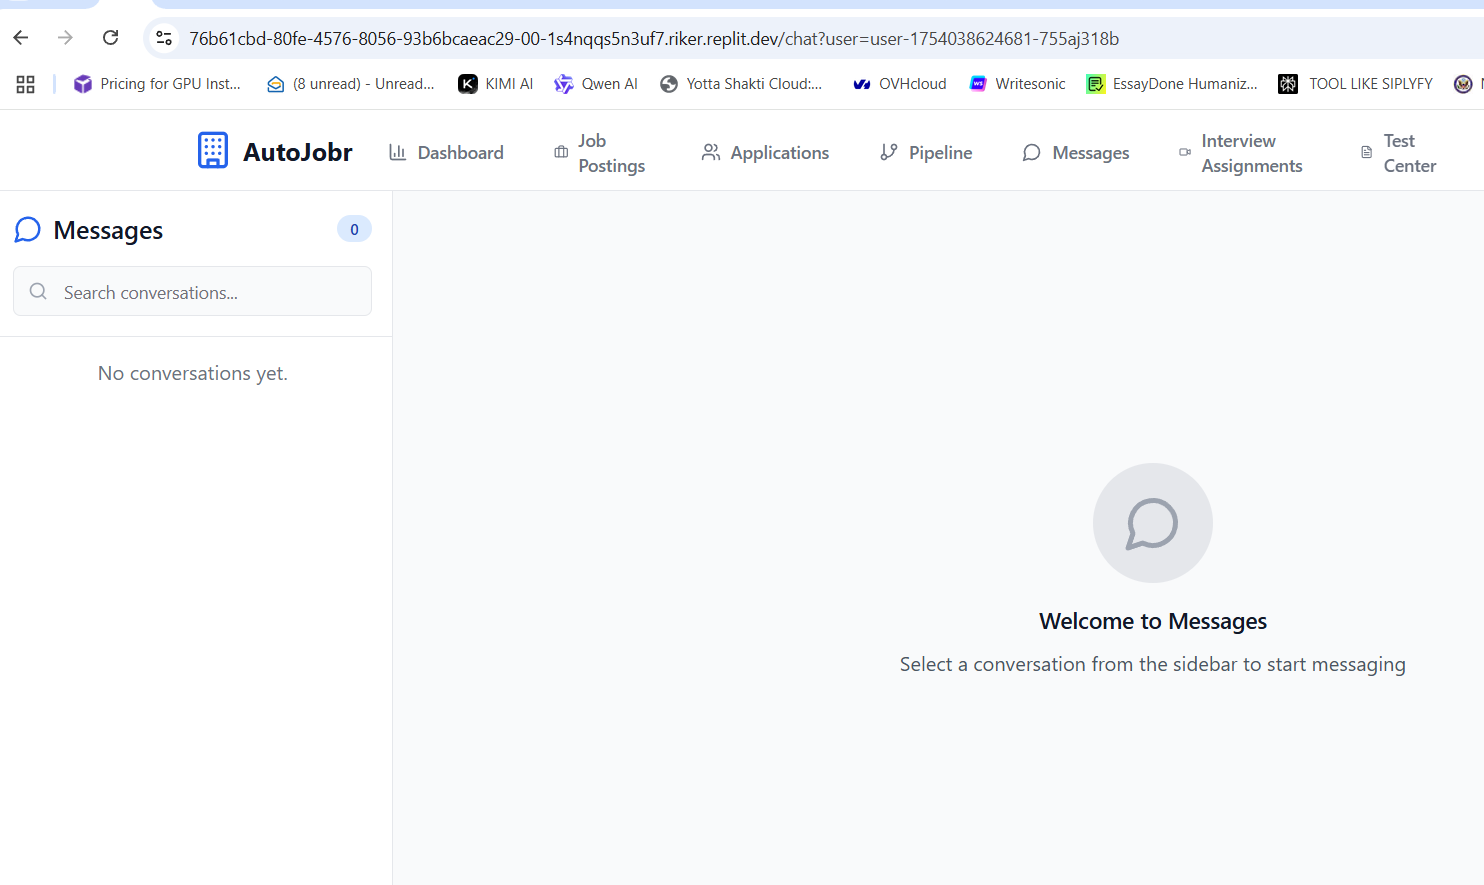 76b61cbd-80fe-4576-8056-93b6bcaeac29-00-1s4nqqs5n3uf7.riker.replit.dev/chat?user=user-1754038624681-755aj318b
Pricing for GPU Inst... (8 unread) - Unread... KIMI AI Qwen AI Yotta Shakti Cloud:... OVHcloud Writesonic EssayDone Humaniz... TOOL LIKE SIPLYFY
AutoJobr Dashboard Job Postings Applications Pipeline Messages Interview Assignments Test Center
Messages 0
Search conversations...
No conversations yet.
Welcome to Messages
Select a conversation from the sidebar to start messaging